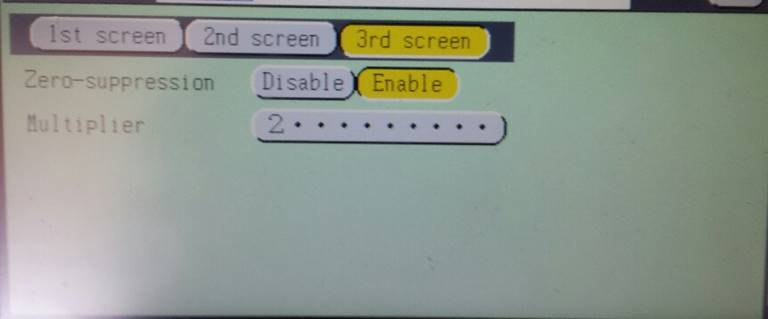 1st screen 2nd screen 3rd screen
Zero-suppression Disable Enable
Multiplier 2·········